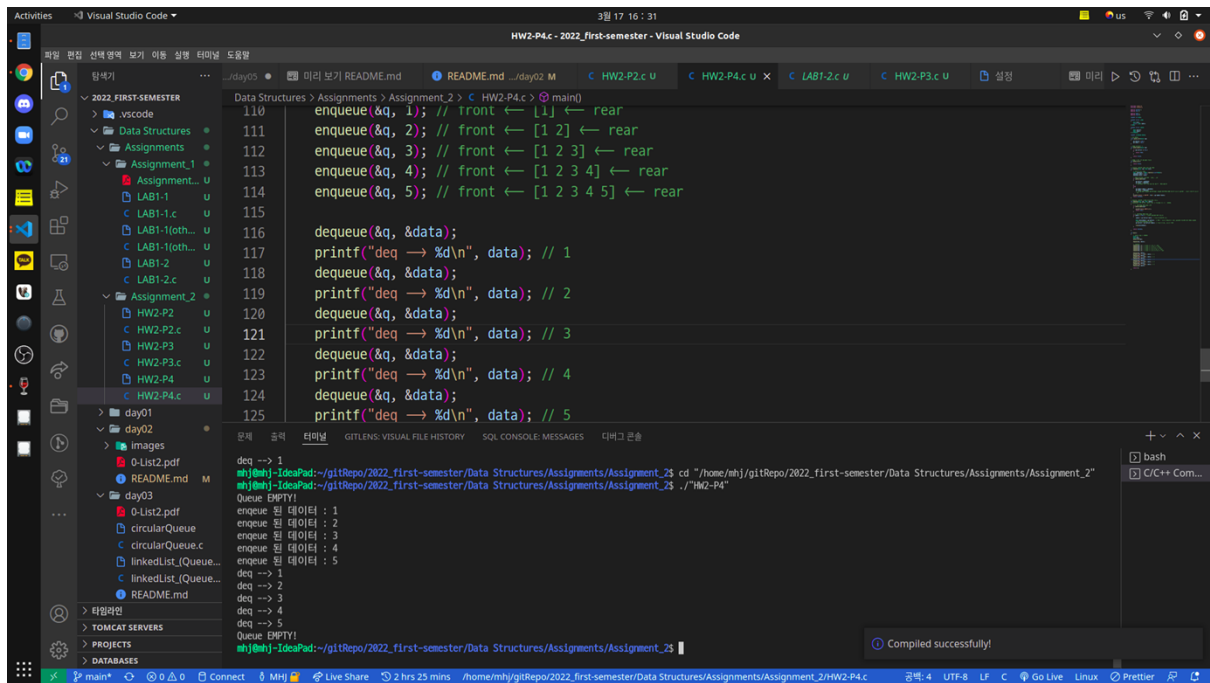 Activities
Visual Studio Code
3월 17 16 : 31
us
HW2-P4.c - 2022_first-semester - Visual Studio Code
파일 편집 선택 영역 보기 이동 실행 터미널 도움말
탐색기
.../day05
미리 보기 README.md
README.md .../day02 M
C HW2-P2.c U
C HW2-P4.c U
C LAB1-2.c U
C HW2-P3.c U
설정
미리
Data Structures > Assignments > Assignment_2 > C HW2-P4.c > main()
2022_FIRST-SEMESTER
.vscode
Data Structures
Assignments
Assignment_1
Assignment... U
LAB1-1 U
C LAB1-1.c U
LAB1-1(oth... U
C LAB1-1(oth... U
LAB1-2 U
C LAB1-2.c U
Assignment_2
HW2-P2 U
C HW2-P2.c U
HW2-P3 U
C HW2-P3.c U
HW2-P4 U
C HW2-P4.c U
day01
day02
images
0-List2.pdf
README.md M
day03
0-List2.pdf
circularQueue
C circularQueue.c
linkedList_(Queue...
C linkedList_(Queue...
README.md
타임라인
TOMCAT SERVERS
PROJECTS
DATABASES
1
21
110 enqueue(&q, 1); // front <-- [1] <-- rear
111 enqueue(&q, 2); // front <-- [1 2] <-- rear
112 enqueue(&q, 3); // front <-- [1 2 3] <-- rear
113 enqueue(&q, 4); // front <-- [1 2 3 4] <-- rear
114 enqueue(&q, 5); // front <-- [1 2 3 4 5] <-- rear
115
116 dequeue(&q, &data);
117 printf("deq --> %d\n", data); // 1
118 dequeue(&q, &data);
119 printf("deq --> %d\n", data); // 2
120 dequeue(&q, &data);
121 printf("deq --> %d\n", data); // 3
122 dequeue(&q, &data);
123 printf("deq --> %d\n", data); // 4
124 dequeue(&q, &data);
125 printf("deq --> %d\n", data); // 5
문제 출력 터미널 GITLENS: VISUAL FILE HISTORY SQL CONSOLE: MESSAGES 디버그 콘솔
bash
C/C++ Com...
deq --> 1
mhj@mhj-IdeaPad:~/gitRepo/2022_first-semester/Data Structures/Assignments/Assignment_2$ cd "/home/mhj/gitRepo/2022_first-semester/Data Structures/Assignments/Assignment_2"
mhj@mhj-IdeaPad:~/gitRepo/2022_first-semester/Data Structures/Assignments/Assignment_2$ ./"HW2-P4"
Queue EMPTY!
enqeue 된 데이터 : 1
enqeue 된 데이터 : 2
enqeue 된 데이터 : 3
enqeue 된 데이터 : 4
enqeue 된 데이터 : 5
deq --> 1
deq --> 2
deq --> 3
deq --> 4
deq --> 5
Queue EMPTY!
mhj@mhj-IdeaPad:~/gitRepo/2022_first-semester/Data Structures/Assignments/Assignment_2$
Compiled successfully!
main* 0 0 Connect MHJ Live Share 2 hrs 25 mins /home/mhj/gitRepo/2022_first-semester/Data Structures/Assignments/Assignment_2/HW2-P4.c 공백: 4 UTF-8 LF C Go Live Linux Prettier